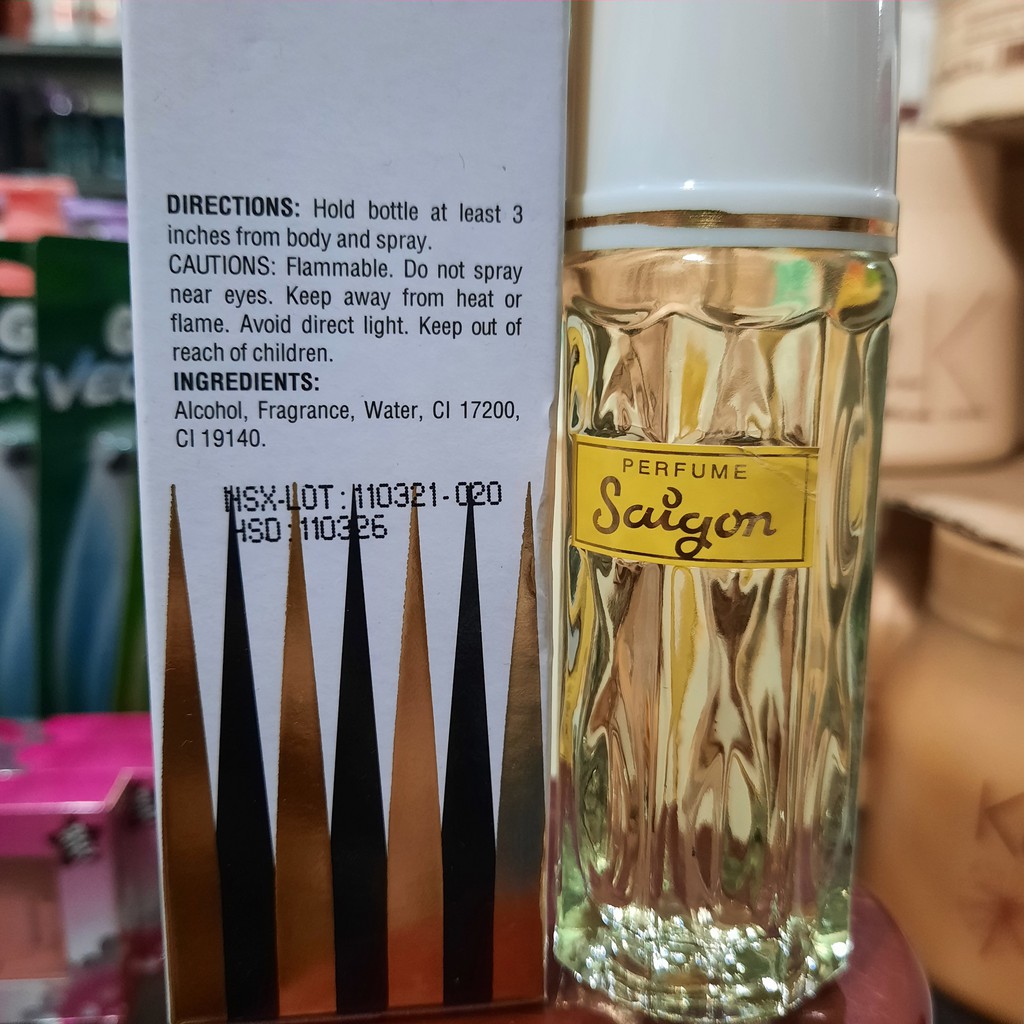 DIRECTIONS: Hold bottle at least 3
inches from body and spray.
CAUTIONS: Flammable. Do not spray
near eyes. Keep away from heat or
flame. Avoid direct light. Keep out of
reach of children.
INGREDIENTS:
Alcohol, Fragrance, Water, CI 17200,
CI 19140.
NSX-LOT:110321-020
HSD:110326
PERFUME
Saigon